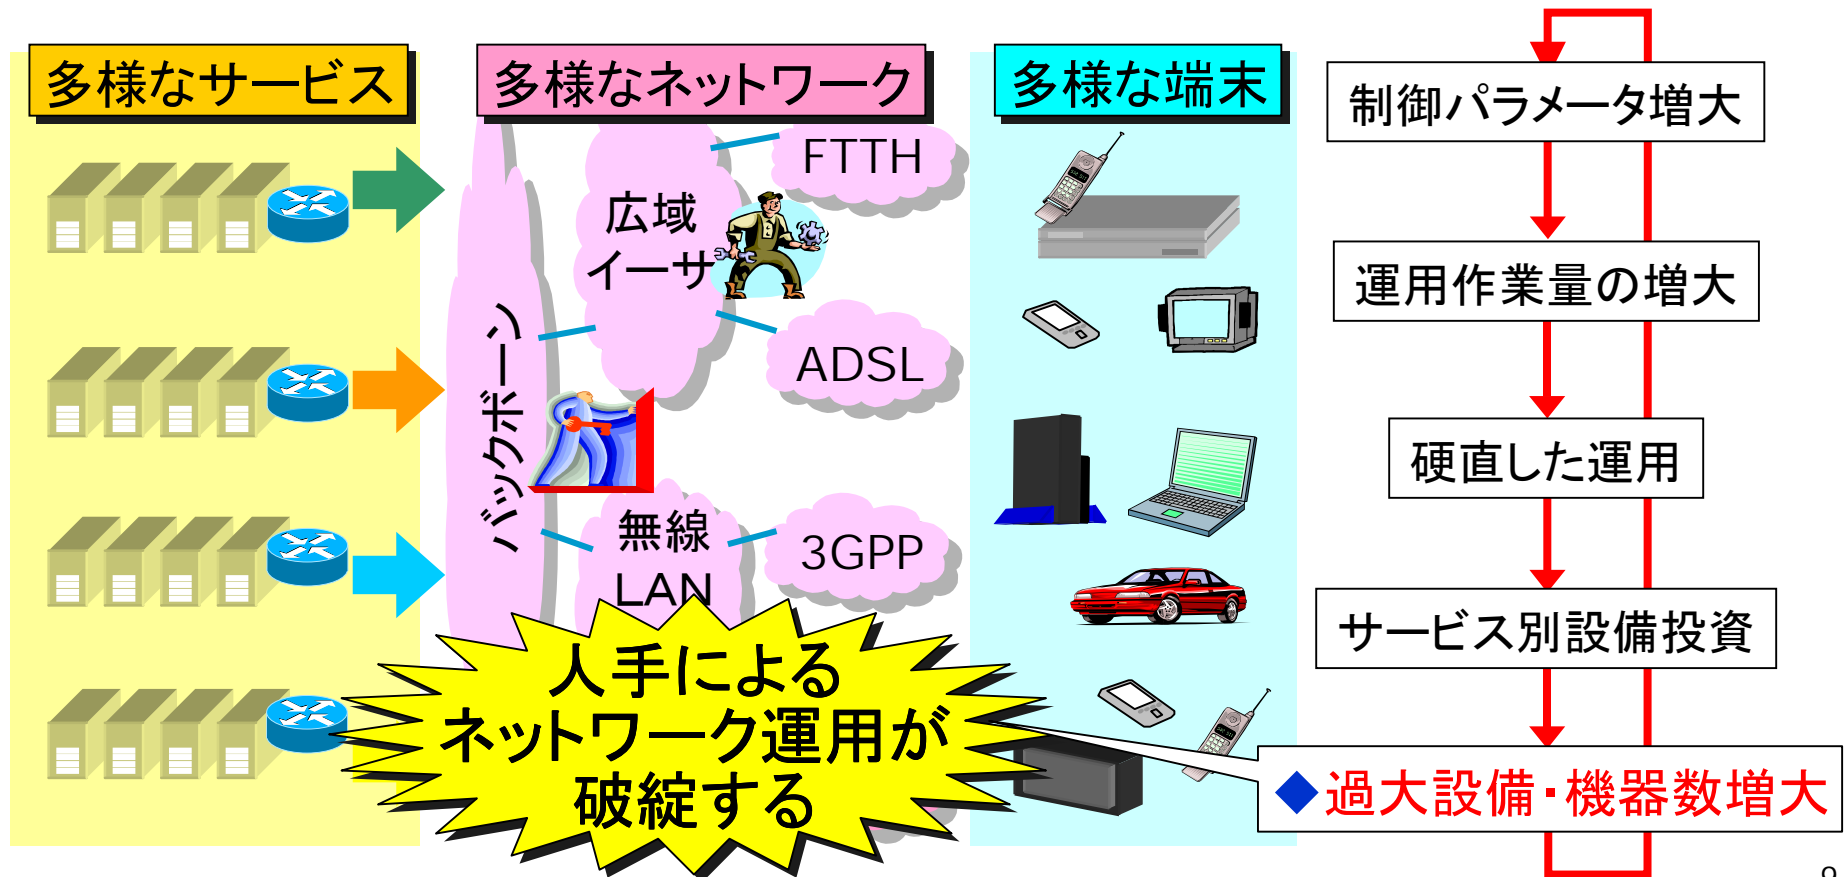 多様なサービス
多様なネットワーク
多様な端末
制御パラメータ増大
運用作業量の増大
硬直した運用
サービス別設備投資
◆過大設備・機器数増大
バックボーン
広域
イーサ
FTTH
ADSL
無線
LAN
3GPP
人手による
ネットワーク運用が
破綻する